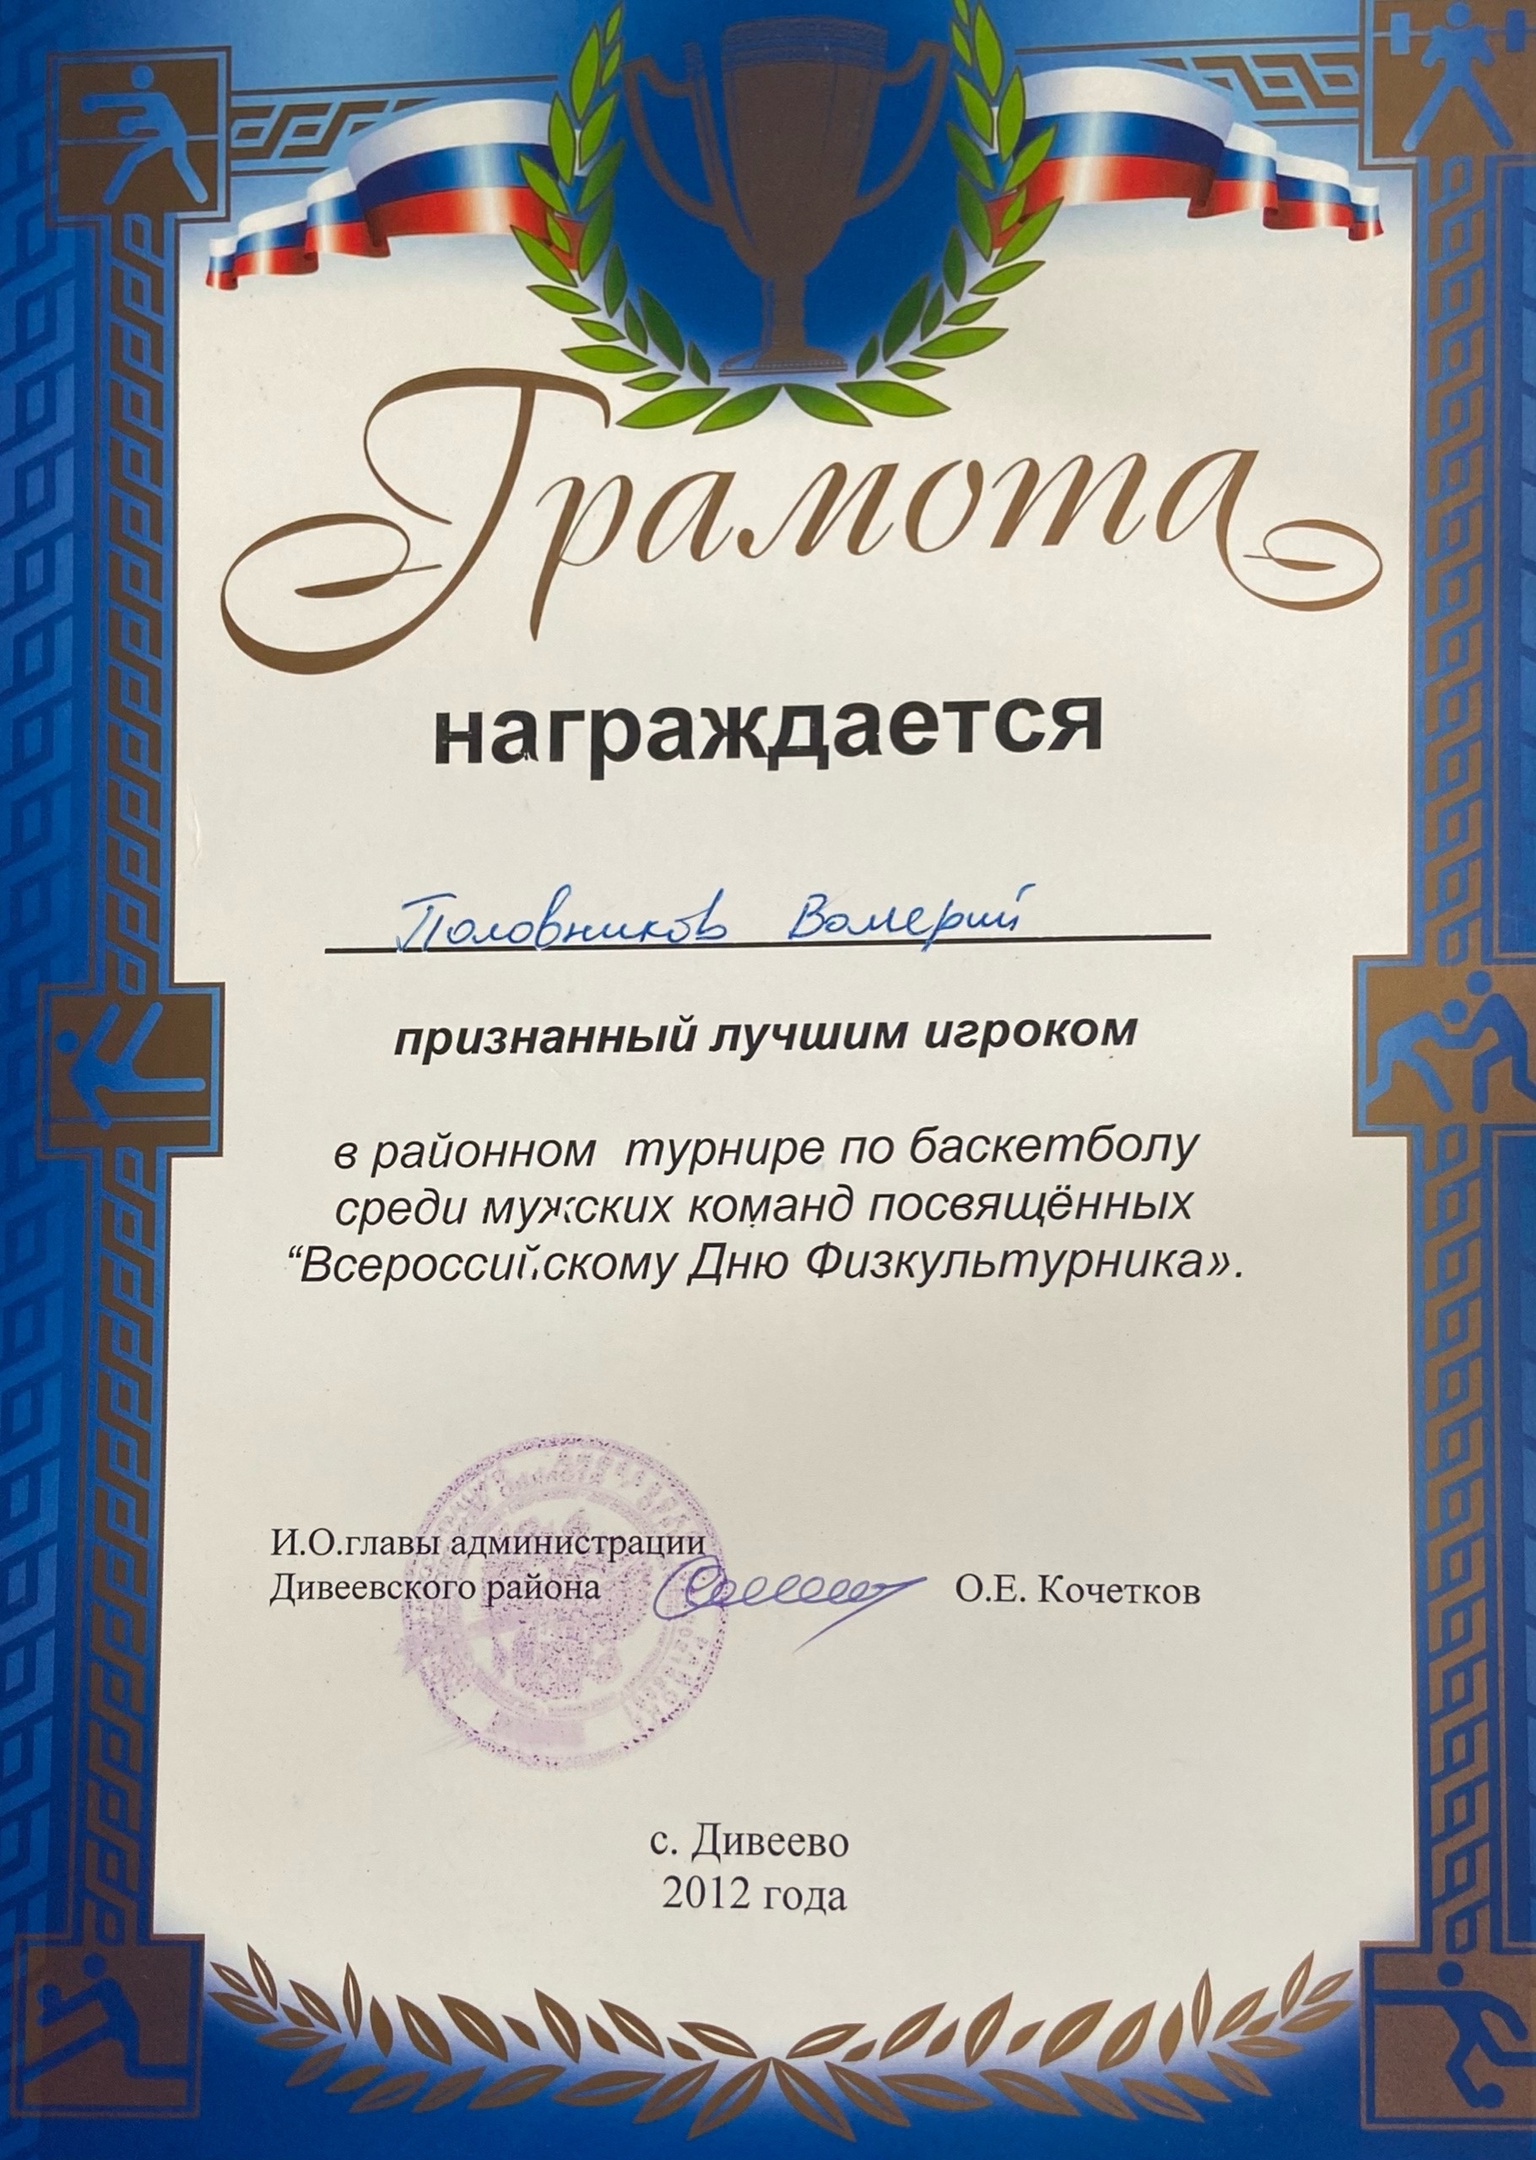 Грамота
награждается
Половников Валерий
признанный лучшим игроком
в районном турнире по баскетболу
среди мужских команд посвящённых
“Всероссийскому Дню Физкультурника».
И.О.главы администрации
Дивеевского района О.Е. Кочетков
с. Дивеево
2012 года